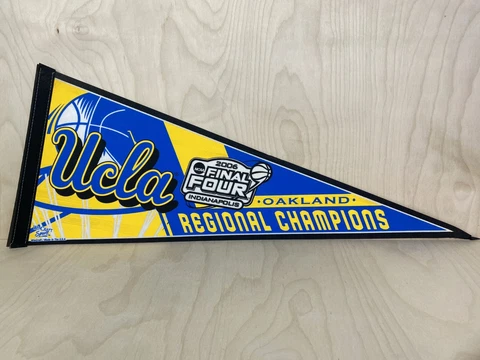 Ucla
2006
FINAL
FOUR
INDIANAPOLIS
· OAKLAND ·
REGIONAL CHAMPIONS